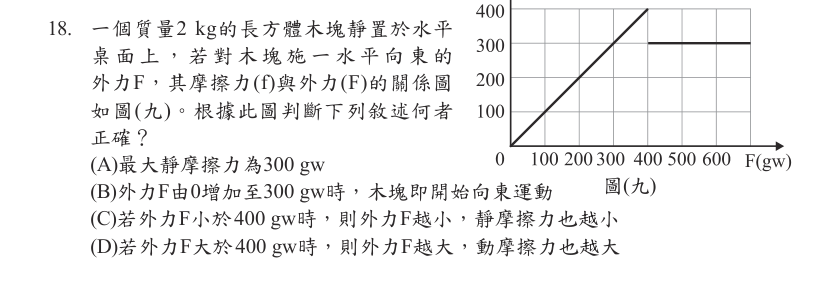 18. 一個質量2 kg的長方體木塊靜置於水平
桌面上，若對木塊施一水平向東的
外力F，其摩擦力(f)與外力(F)的關係圖
如圖(九)。根據此圖判斷下列敘述何者
正確？
(A)最大靜摩擦力為300 gw
(B)外力F由0增加至300 gw時，木塊即開始向東運動
(C)若外力F小於400 gw時，則外力F越小，靜摩擦力也越小
(D)若外力F大於400 gw時，則外力F越大，動摩擦力也越大
400
300
200
100
0 100 200 300 400 500 600 F(gw)
圖(九)